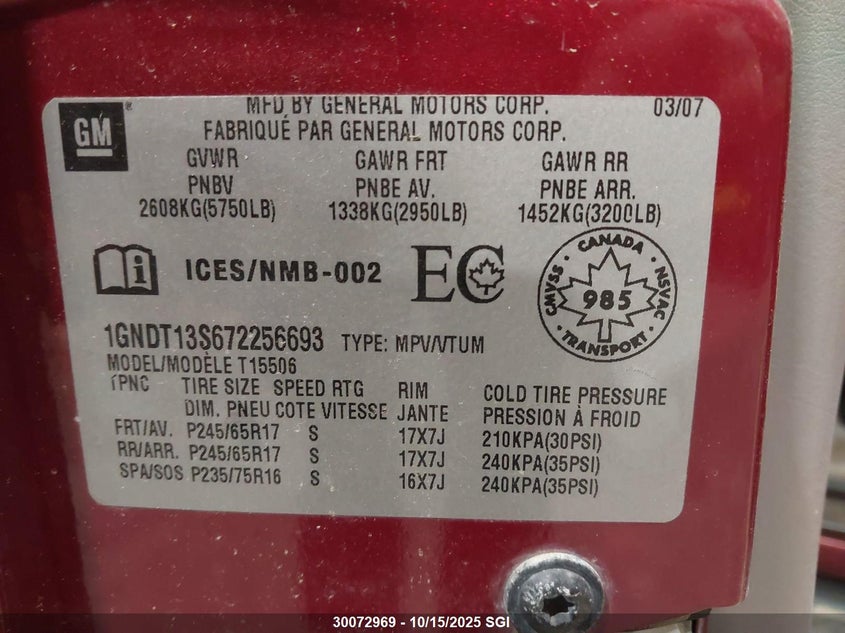 GM
MFD BY GENERAL MOTORS CORP. 03/07
FABRIQUÉ PAR GENERAL MOTORS CORP.
GVWR GAWR FRT GAWR RR
PNBV PNBE AV. PNBE ARR.
2608KG(5750LB) 1338KG(2950LB) 1452KG(3200LB)
i ICES/NMB-002 EC
CANADA
CMVSS 985 NSVAC
TRANSPORT
1GNDT13S672256693 TYPE: MPV/VTUM
MODEL/MODÈLE T15506
TPNC TIRE SIZE SPEED RTG RIM COLD TIRE PRESSURE
DIM. PNEU COTE VITESSE JANTE PRESSION À FROID
FRT/AV. P245/65R17 S 17X7J 210KPA(30PSI)
RR/ARR. P245/65R17 S 17X7J 240KPA(35PSI)
SPA/SOS P235/75R16 S 16X7J 240KPA(35PSI)
30072969 - 10/15/2025 SGI